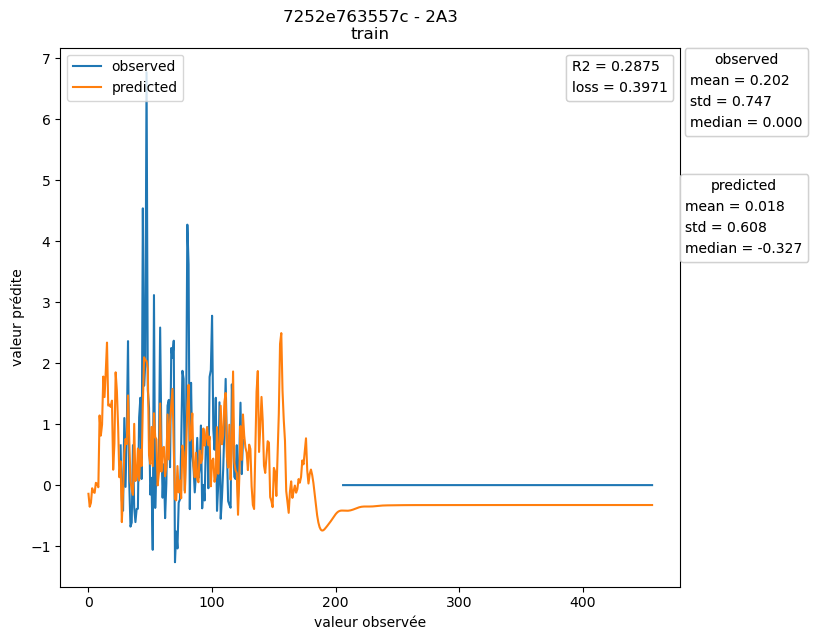 7252e763557c - 2A3
train
observed
predicted
R2 = 0.2875
loss = 0.3971
observed
mean = 0.202
std = 0.747
median = 0.000
predicted
mean = 0.018
std = 0.608
median = -0.327
valeur prédite
7
6
5
4
3
2
1
0
−1
0
100
200
300
400
valeur observée